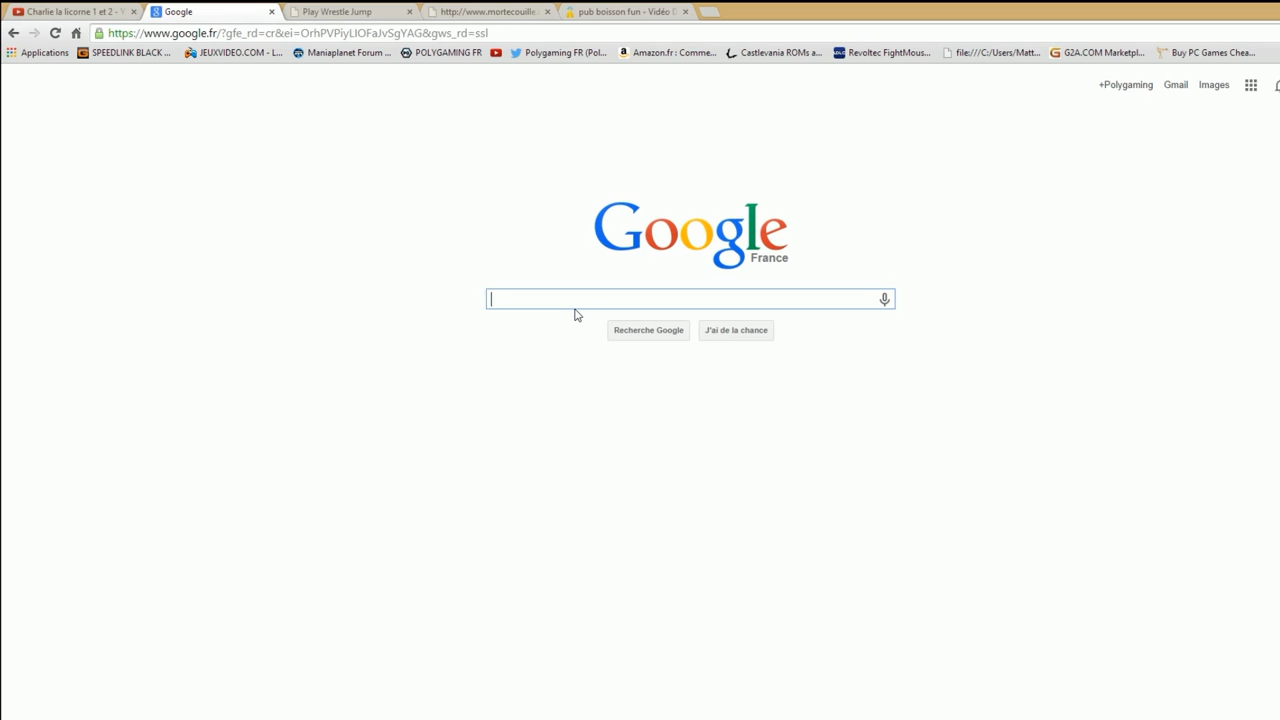 Charlie la licorne 1 et 2 - Y
Google
Play Wrestle Jump
http://www.mortecouille.
pub boisson fun - Vidéo D
https://www.google.fr/?gfe_rd=cr&ei=OrhPVPiyLIOFaJvSgYAG&gws_rd=ssl
Applications
SPEEDLINK BLACK ...
JEUXVIDEO.COM - L...
Maniaplanet Forum ...
POLYGAMING FR
Polygaming FR (Pol...
Amazon.fr : Comme...
Castlevania ROMs a...
Revoltec FightMous...
file:///C:/Users/Matt...
G2A.COM Marketpl...
Buy PC Games Chea...
+Polygaming
Gmail
Images
Google
France
Recherche Google
J'ai de la chance